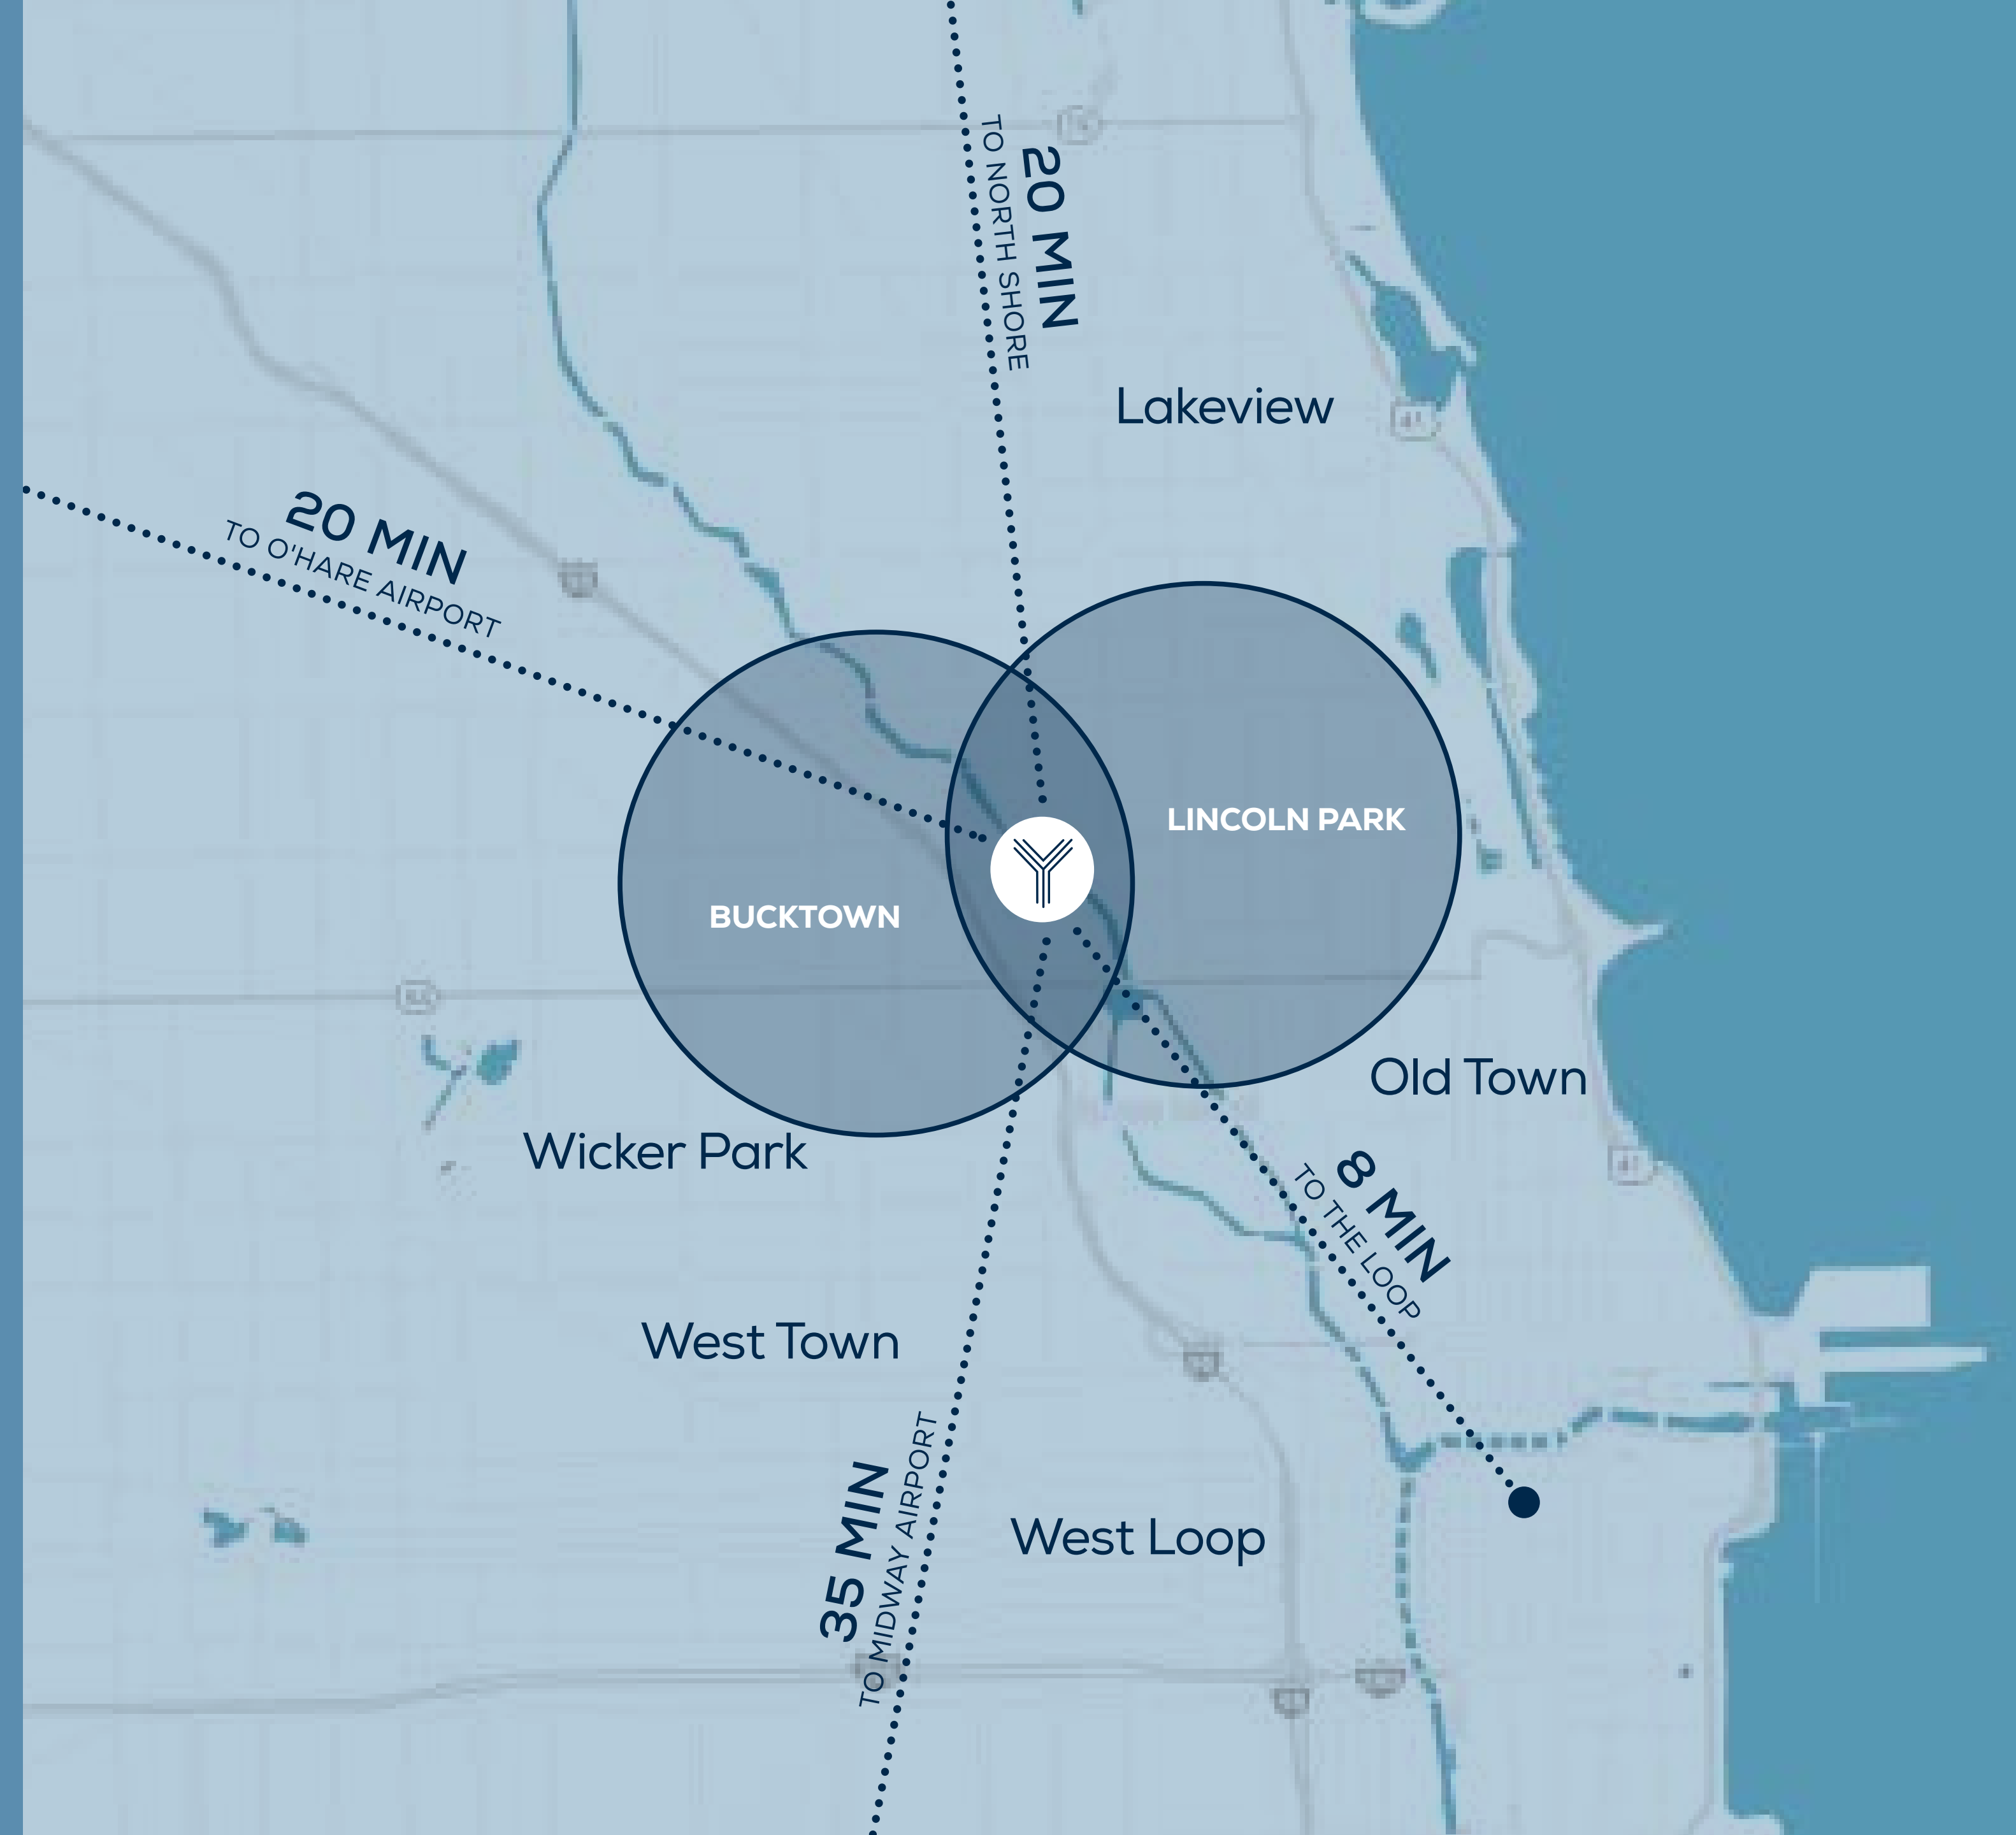 20 MIN
TO NORTH SHORE
Lakeview
20 MIN
TO O'HARE AIRPORT
LINCOLN PARK
BUCKTOWN
Old Town
Wicker Park
8 MIN
TO THE LOOP
West Town
35 MIN
TO MIDWAY AIRPORT
West Loop